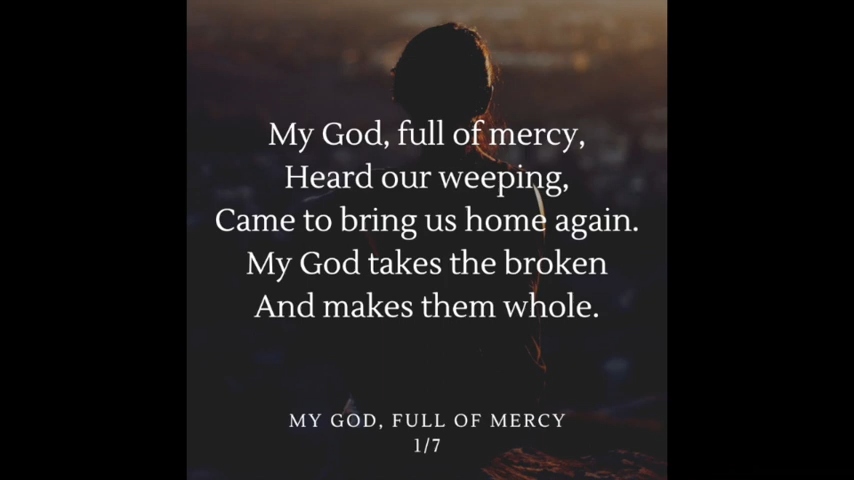 My God, full of mercy,
Heard our weeping,
Came to bring us home again.
My God takes the broken
And makes them whole.
MY GOD, FULL OF MERCY
1/7